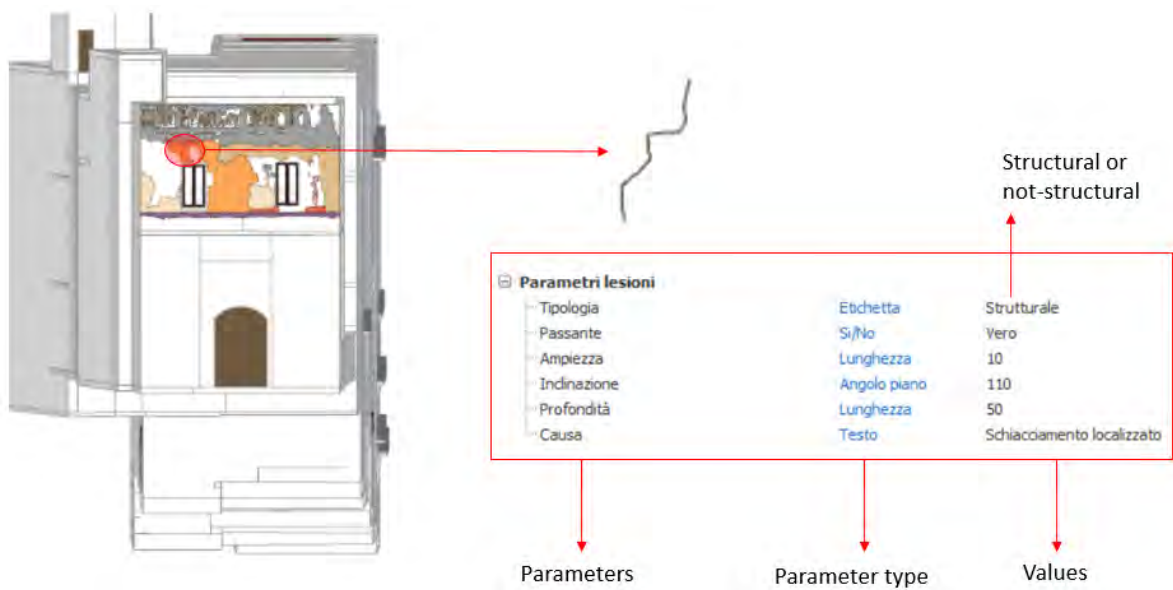 Structural or
not-structural
Parametri lesioni
Tipologia Etichetta Strutturale
Passante Si/No Vero
Ampiezza Lunghezza 10
Inclinazione Angolo piano 110
Profondità Lunghezza 50
Causa Testo Schiacciamento localizzato
Parameters Parameter type Values